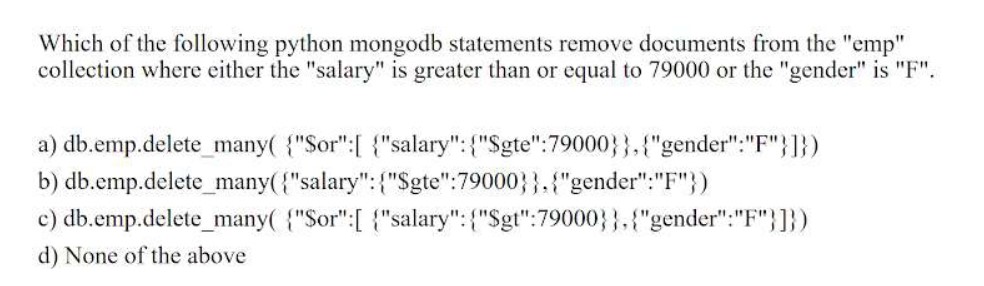 Which of the following python mongodb statements remove documents from the "emp"
collection where either the "salary" is greater than or equal to 79000 or the "gender" is "F".
a) db.emp.delete_many( {"$or":[ {"salary":{"$gte":79000}},{"gender":"F"}]})
b) db.emp.delete_many({"salary":{"$gte":79000}},{"gender":"F"})
c) db.emp.delete_many( {"$or":[ {"salary":{"$gt":79000}},{"gender":"F"}]})
d) None of the above